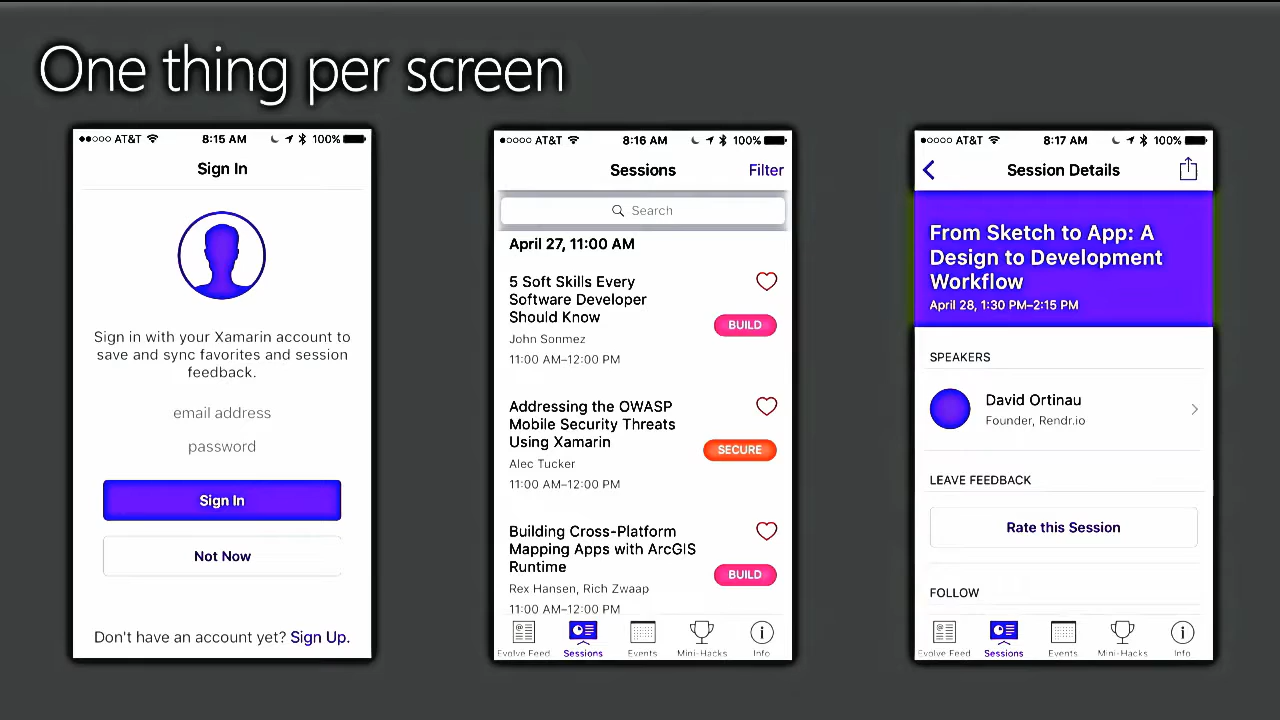 One thing per screen
AT&T 8:15 AM 100%
Sign In
Sign in with your Xamarin account to
save and sync favorites and session
feedback.
email address
password
Sign In
Not Now
Don't have an account yet? Sign Up.
AT&T 8:16 AM 100%
Sessions Filter
Search
April 27, 11:00 AM
5 Soft Skills Every
Software Developer
Should Know
BUILD
John Sonmez
11:00 AM–12:00 PM
Addressing the OWASP
Mobile Security Threats
Using Xamarin
SECURE
Alec Tucker
11:00 AM–12:00 PM
Building Cross-Platform
Mapping Apps with ArcGIS
Runtime
BUILD
Rex Hansen, Rich Zwaap
11:00 AM–12:00 PM
Evolve Feed Sessions Events Mini-Hacks Info
AT&T 8:17 AM 100%
Session Details
From Sketch to App: A
Design to Development
Workflow
April 28, 1:30 PM–2:15 PM
SPEAKERS
David Ortinau
Founder, Rendr.io
LEAVE FEEDBACK
Rate this Session
FOLLOW
Evolve Feed Sessions Events Mini-Hacks Info